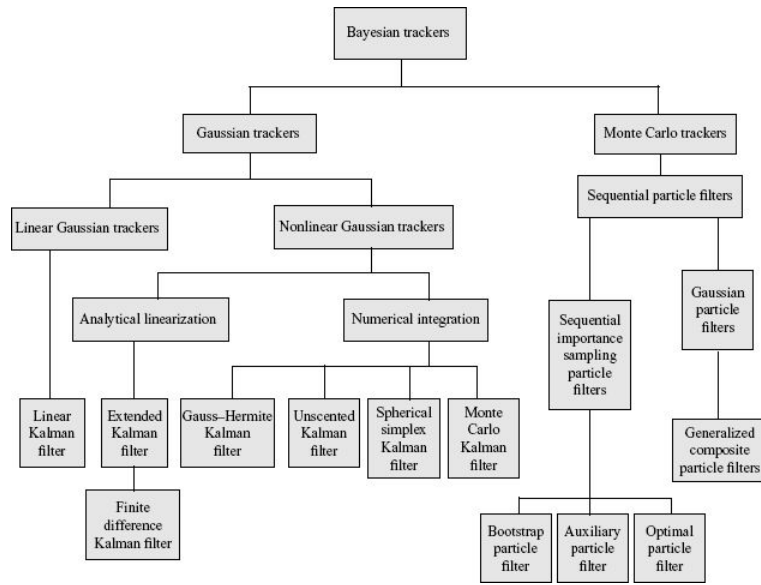 Bayesian trackers
Gaussian trackers
Monte Carlo trackers
Sequential particle filters
Linear Gaussian trackers
Nonlinear Gaussian trackers
Analytical linearization
Numerical integration
Sequential
importance
sampling
particle
filters
Gaussian
particle
filters
Linear
Kalman
filter
Extended
Kalman
filter
Gauss–Hermite
Kalman
filter
Unscented
Kalman
filter
Spherical
simplex
Kalman
filter
Monte
Carlo
Kalman
filter
Generalized
composite
particle filters
Finite
difference
Kalman filter
Bootstrap
particle
filter
Auxiliary
particle
filter
Optimal
particle
filter